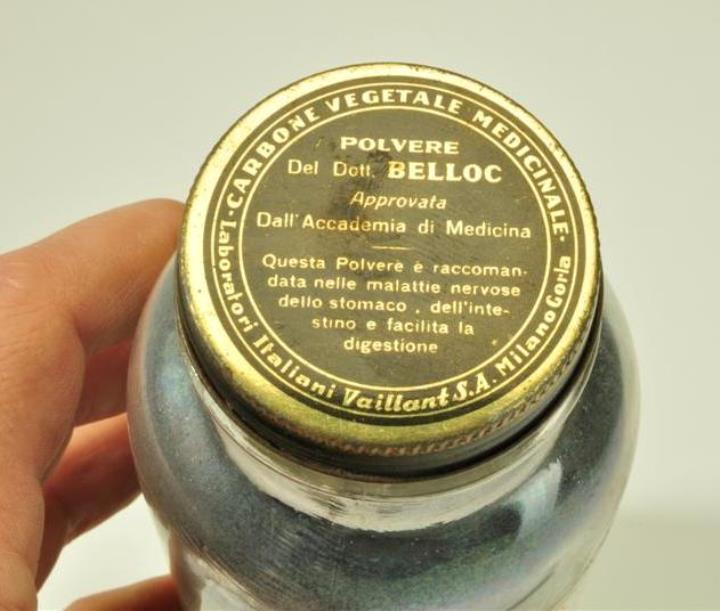 ·CARBONE VEGETALE MEDICINALE·
POLVERE
Del Dott. BELLOC
Approvata
Dall'Accademia di Medicina
Questa Polvere è raccoman-
data nelle malattie nervose
dello stomaco, dell'inte-
stino e facilita la
digestione
Laboratori Italiani Vaillant S.A. Milano Gorla